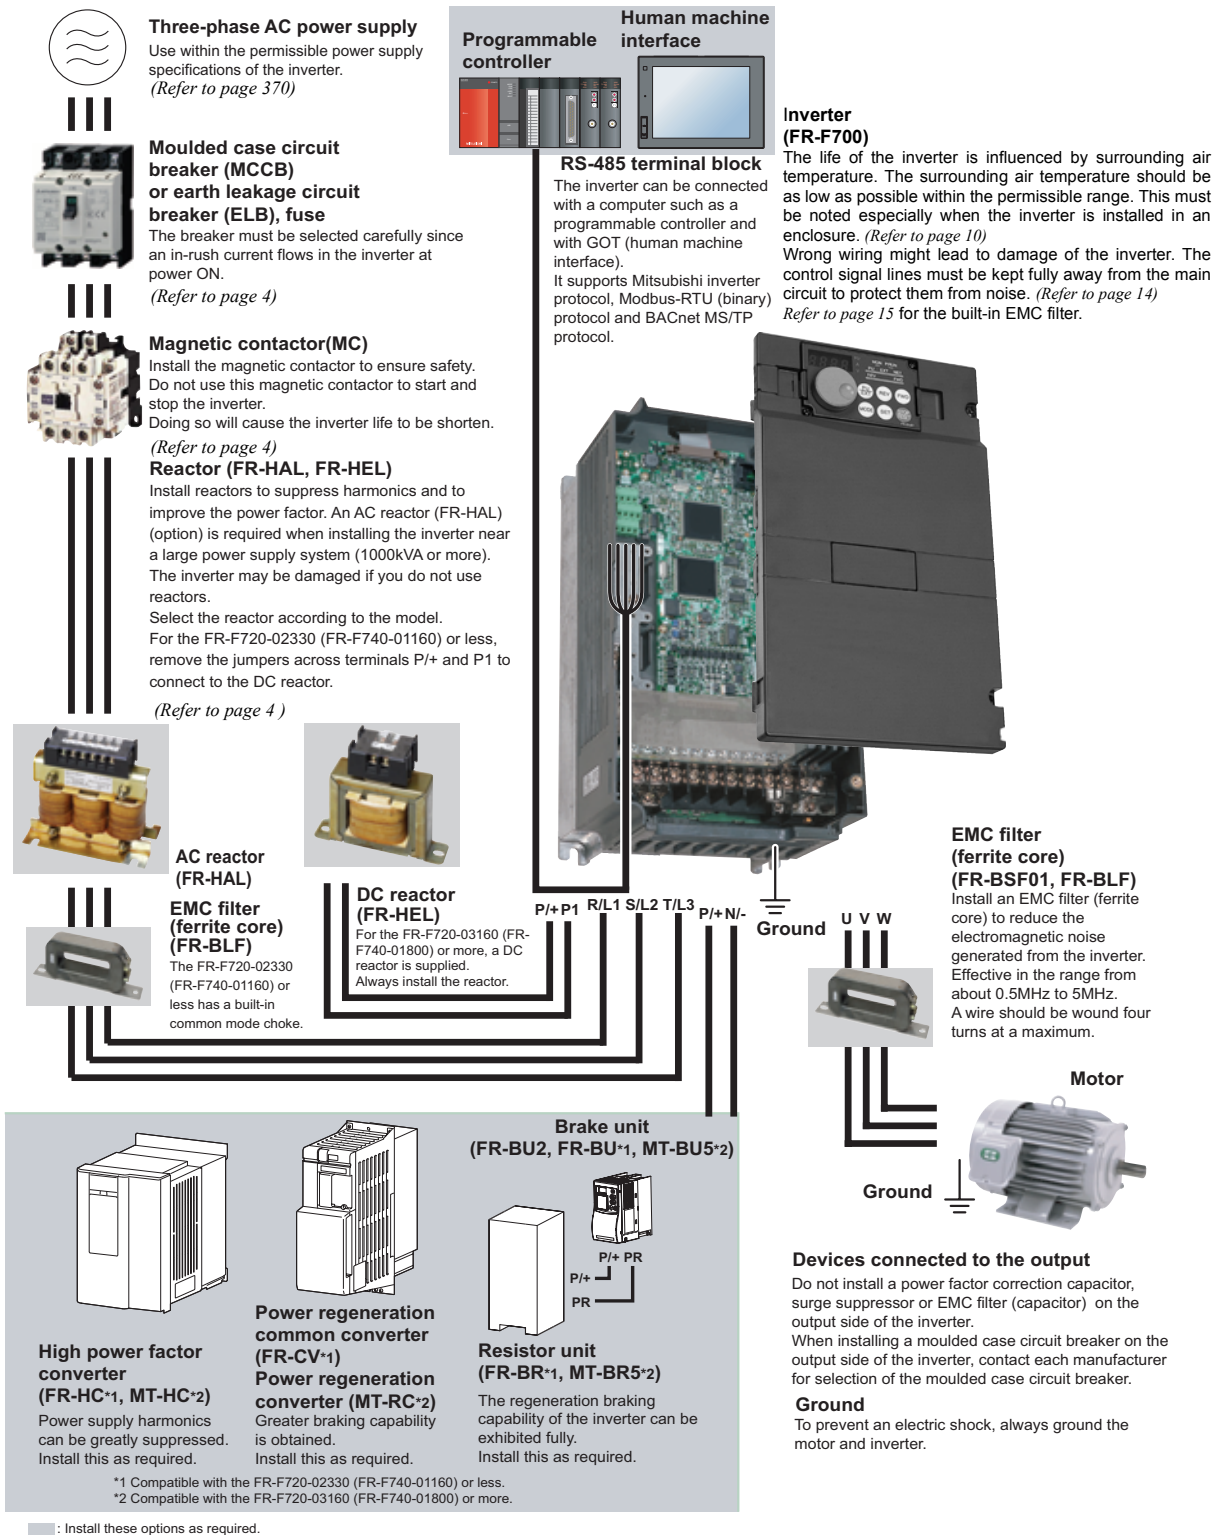 Three-phase AC power supply
Use within the permissible power supply
specifications of the inverter.
(Refer to page 370)
Programmable
controller
Human machine
interface
Moulded case circuit
breaker (MCCB)
or earth leakage circuit
breaker (ELB), fuse
The breaker must be selected carefully since
an in-rush current flows in the inverter at
power ON.
(Refer to page 4)
RS-485 terminal block
The inverter can be connected
with a computer such as a
programmable controller and
with GOT (human machine
interface).
It supports Mitsubishi inverter
protocol, Modbus-RTU (binary)
protocol and BACnet MS/TP
protocol.
Inverter
(FR-F700)
The life of the inverter is influenced by surrounding air
temperature. The surrounding air temperature should be
as low as possible within the permissible range. This must
be noted especially when the inverter is installed in an
enclosure. (Refer to page 10)
Wrong wiring might lead to damage of the inverter. The
control signal lines must be kept fully away from the main
circuit to protect them from noise. (Refer to page 14)
Refer to page 15 for the built-in EMC filter.
Magnetic contactor(MC)
Install the magnetic contactor to ensure safety.
Do not use this magnetic contactor to start and
stop the inverter.
Doing so will cause the inverter life to be shorten.
(Refer to page 4)
Reactor (FR-HAL, FR-HEL)
Install reactors to suppress harmonics and to
improve the power factor. An AC reactor (FR-HAL)
(option) is required when installing the inverter near
a large power supply system (1000kVA or more).
The inverter may be damaged if you do not use
reactors.
Select the reactor according to the model.
For the FR-F720-02330 (FR-F740-01160) or less,
remove the jumpers across terminals P/+ and P1 to
connect to the DC reactor.
(Refer to page 4 )
REV
FWD
MODE
SET
AC reactor
(FR-HAL)
EMC filter
(ferrite core)
(FR-BLF)
The FR-F720-02330
(FR-F740-01160) or
less has a built-in
common mode choke.
DC reactor
(FR-HEL)
For the FR-F720-03160 (FR-
F740-01800) or more, a DC
reactor is supplied.
Always install the reactor.
P/+ P1 R/L1 S/L2 T/L3 P/+ N/-
Ground
U V W
EMC filter
(ferrite core)
(FR-BSF01, FR-BLF)
Install an EMC filter (ferrite
core) to reduce the
electromagnetic noise
generated from the inverter.
Effective in the range from
about 0.5MHz to 5MHz.
A wire should be wound four
turns at a maximum.
Motor
Ground
Brake unit
(FR-BU2, FR-BU*1, MT-BU5*2)
P/+ PR
P/+
PR
High power factor
converter
(FR-HC*1, MT-HC*2)
Power supply harmonics
can be greatly suppressed.
Install this as required.
Power regeneration
common converter
(FR-CV*1)
Power regeneration
converter (MT-RC*2)
Greater braking capability
is obtained.
Install this as required.
Resistor unit
(FR-BR*1, MT-BR5*2)
The regeneration braking
capability of the inverter can be
exhibited fully.
Install this as required.
*1 Compatible with the FR-F720-02330 (FR-F740-01160) or less.
*2 Compatible with the FR-F720-03160 (FR-F740-01800) or more.
Devices connected to the output
Do not install a power factor correction capacitor,
surge suppressor or EMC filter (capacitor) on the
output side of the inverter.
When installing a moulded case circuit breaker on the
output side of the inverter, contact each manufacturer
for selection of the moulded case circuit breaker.
Ground
To prevent an electric shock, always ground the
motor and inverter.
: Install these options as required.